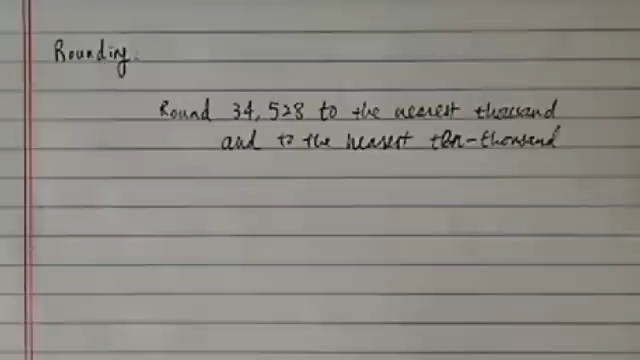 Rounding:
Round 34,528 to the nearest thousand
and to the nearest ten-thousand